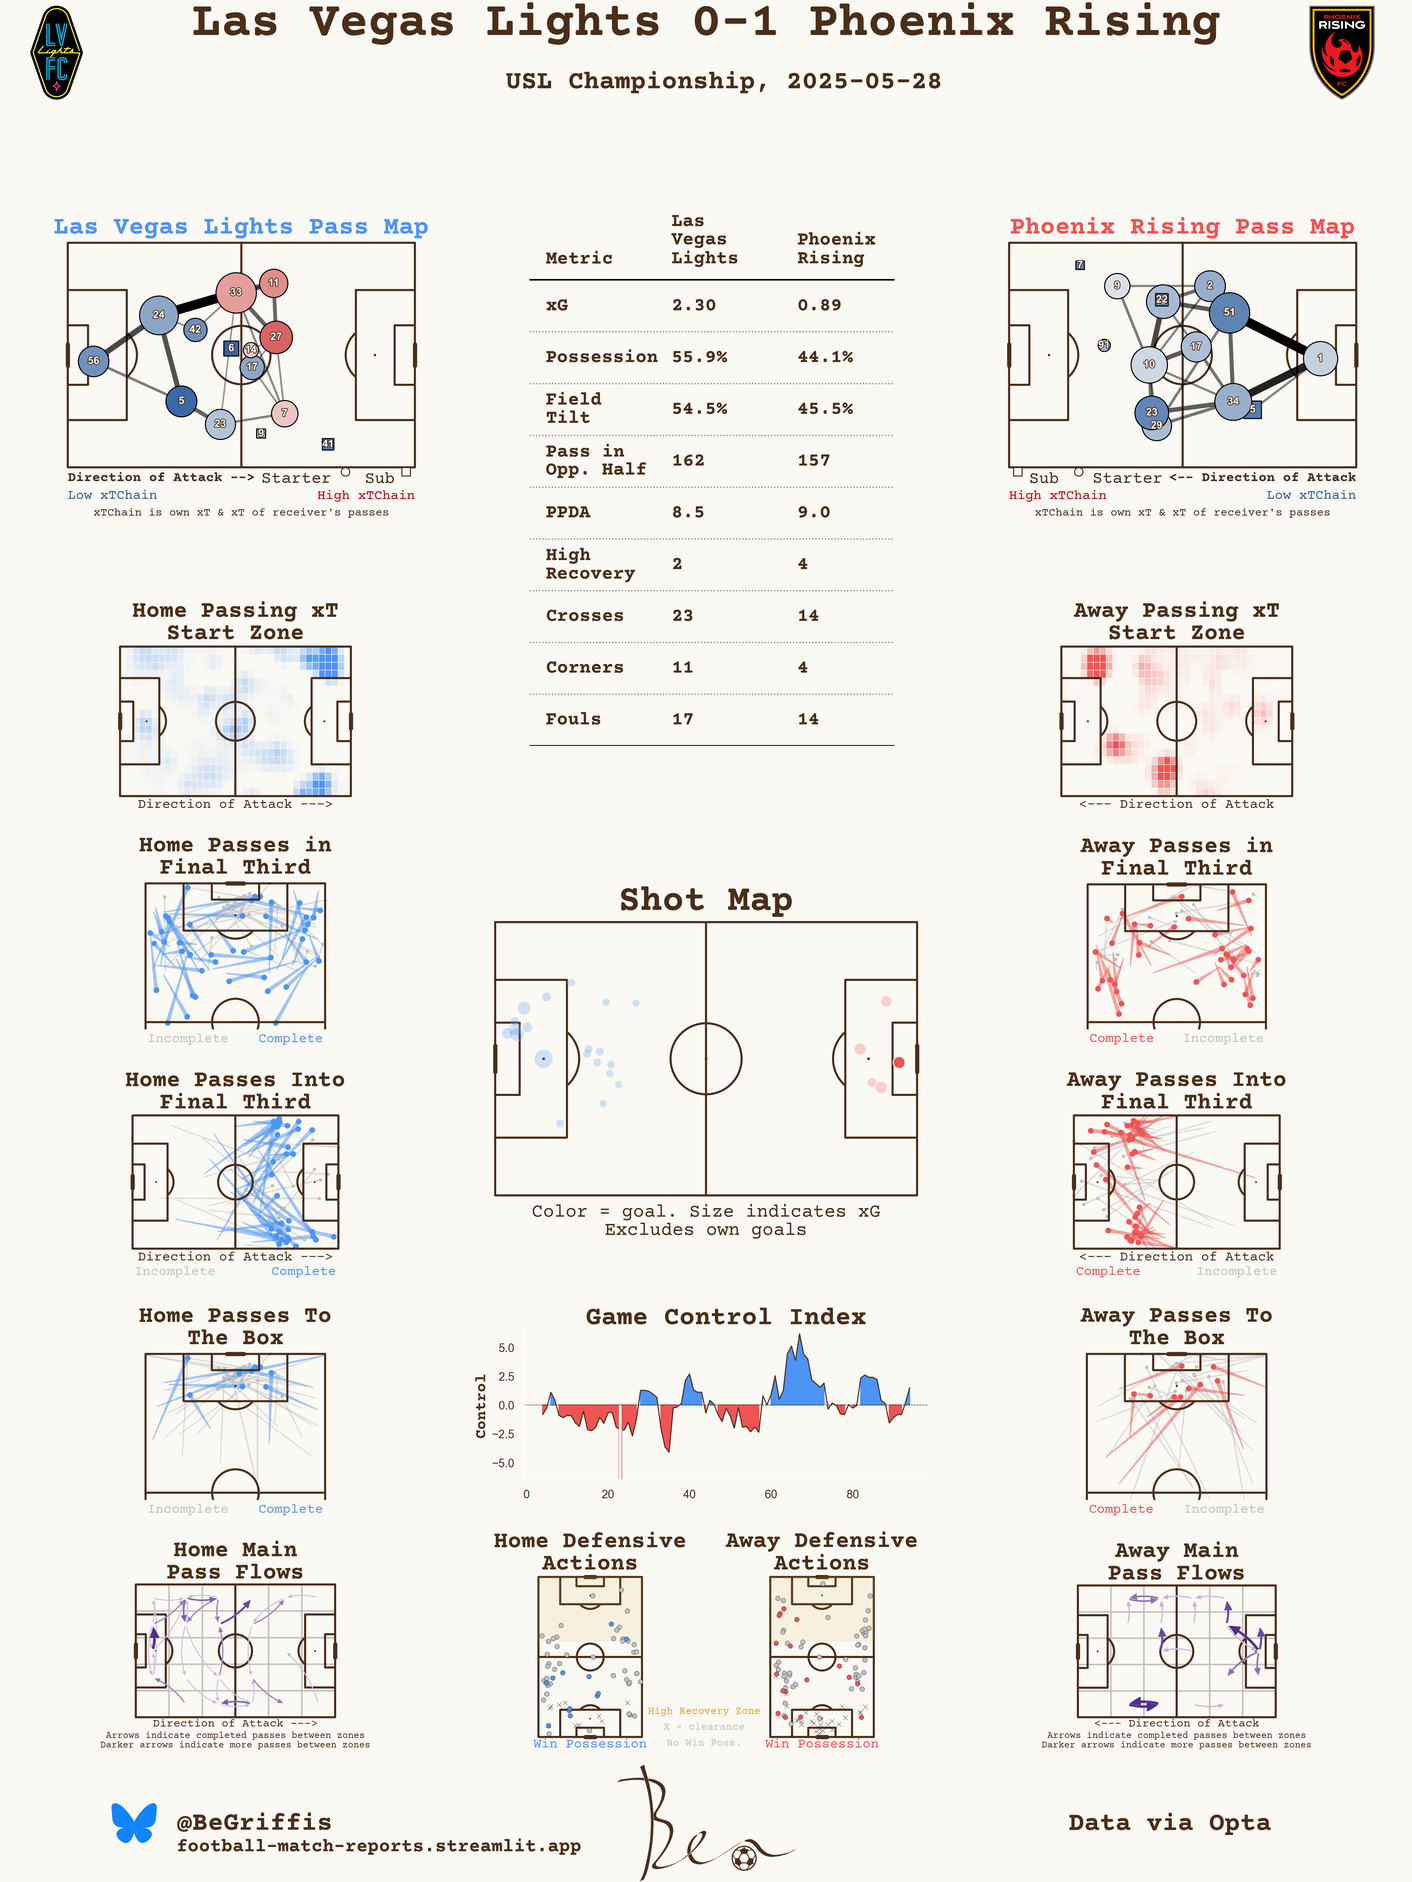 Las Vegas Lights 0-1 Phoenix Rising
USL Championship, 2025-05-28
LV
Lights
FC
PHOENIX
RISING
FC
Las Vegas Lights Pass Map
33
11
24
42
27
6
14
17
56
5
23
7
9
41
Direction of Attack -->
Starter
Sub
Low xTChain
High xTChain
xTChain is own xT & xT of receiver's passes
Metric
Las
Vegas
Lights
Phoenix
Rising
xG 2.30 0.89
Possession 55.9% 44.1%
Field
Tilt 54.5% 45.5%
Pass in
Opp. Half 162 157
PPDA 8.5 9.0
High
Recovery 2 4
Crosses 23 14
Corners 11 4
Fouls 17 14
Phoenix Rising Pass Map
7
9
22
2
51
91
17
10
1
34
5
23
29
Sub
Starter
<-- Direction of Attack
High xTChain
Low xTChain
xTChain is own xT & xT of receiver's passes
Home Passing xT
Start Zone
Direction of Attack --->
Away Passing xT
Start Zone
<--- Direction of Attack
Home Passes in
Final Third
Incomplete
Complete
Away Passes in
Final Third
Complete
Incomplete
Shot Map
Color = goal. Size indicates xG
Excludes own goals
Home Passes Into
Final Third
Direction of Attack --->
Incomplete
Complete
Away Passes Into
Final Third
<--- Direction of Attack
Complete
Incomplete
Home Passes To
The Box
Incomplete
Complete
Game Control Index
Control
5.0
2.5
0.0
−2.5
−5.0
0 20 40 60 80
Away Passes To
The Box
Complete
Incomplete
Home Main
Pass Flows
Direction of Attack --->
Arrows indicate completed passes between zones
Darker arrows indicate more passes between zones
Home Defensive
Actions
Win Possession
Away Defensive
Actions
Win Possession
High Recovery Zone
X = clearance
No Win Poss.
Away Main
Pass Flows
<--- Direction of Attack
Arrows indicate completed passes between zones
Darker arrows indicate more passes between zones
@BeGriffis
football-match-reports.streamlit.app
Ben
Data via Opta